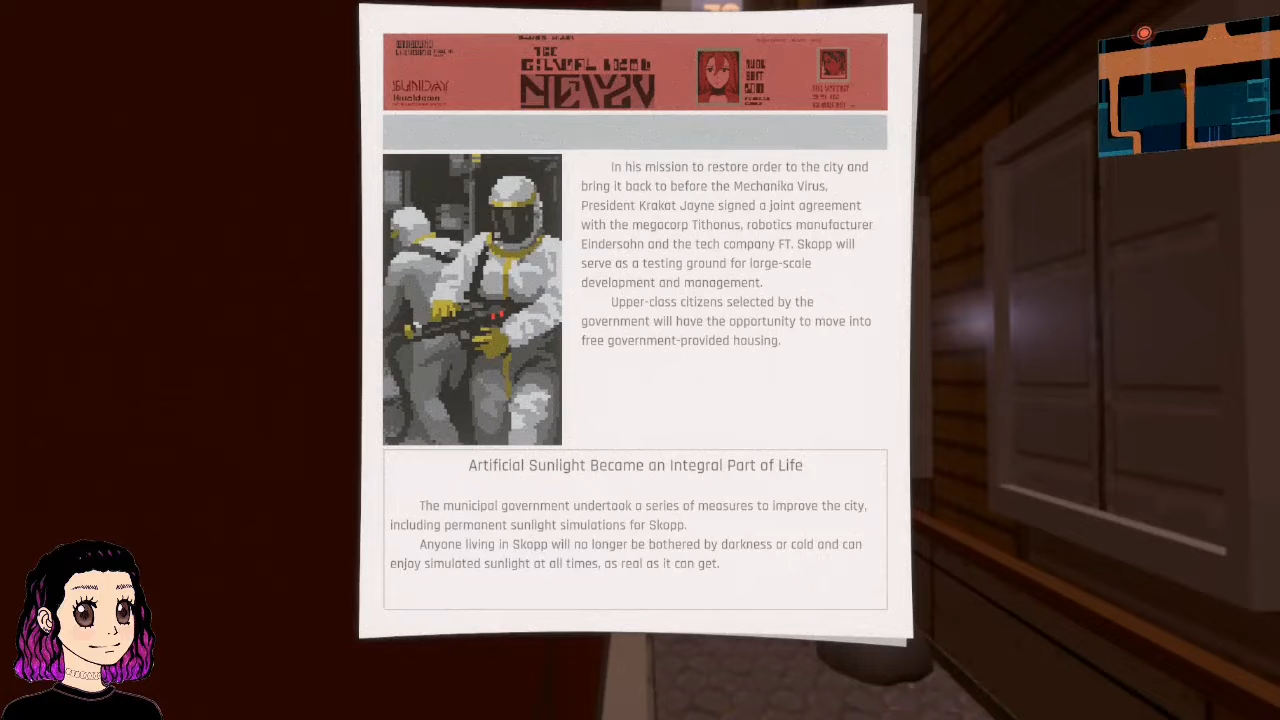 SUNDAY
THE
In his mission to restore order to the city and
bring it back to before the Mechanika Virus,
President Krakat Jayne signed a joint agreement
with the megacorp Tithonus, robotics manufacturer
Eindersohn and the tech company FT. Skopp will
serve as a testing ground for large-scale
development and management.
Upper-class citizens selected by the
government will have the opportunity to move into
free government-provided housing.
Artificial Sunlight Became an Integral Part of Life
The municipal government undertook a series of measures to improve the city,
including permanent sunlight simulations for Skopp.
Anyone living in Skopp will no longer be bothered by darkness or cold and can
enjoy simulated sunlight at all times, as real as it can get.